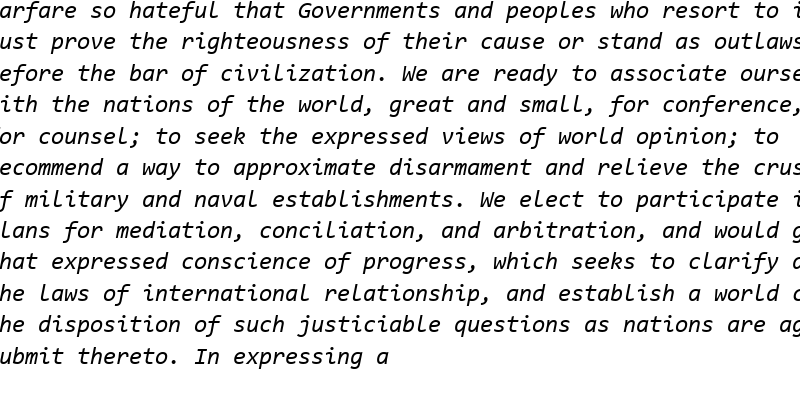 arfare so hateful that Governments and peoples who resort to
ust prove the righteousness of their cause or stand as outlaws
efore the bar of civilization. We are ready to associate ourse
ith the nations of the world, great and small, for conference,
or counsel; to seek the expressed views of world opinion; to
ecommend a way to approximate disarmament and relieve the crus
f military and naval establishments. We elect to participate i
lans for mediation, conciliation, and arbitration, and would g
hat expressed conscience of progress, which seeks to clarify a
he laws of international relationship, and establish a world c
he disposition of such justiciable questions as nations are ag
ubmit thereto. In expressing a